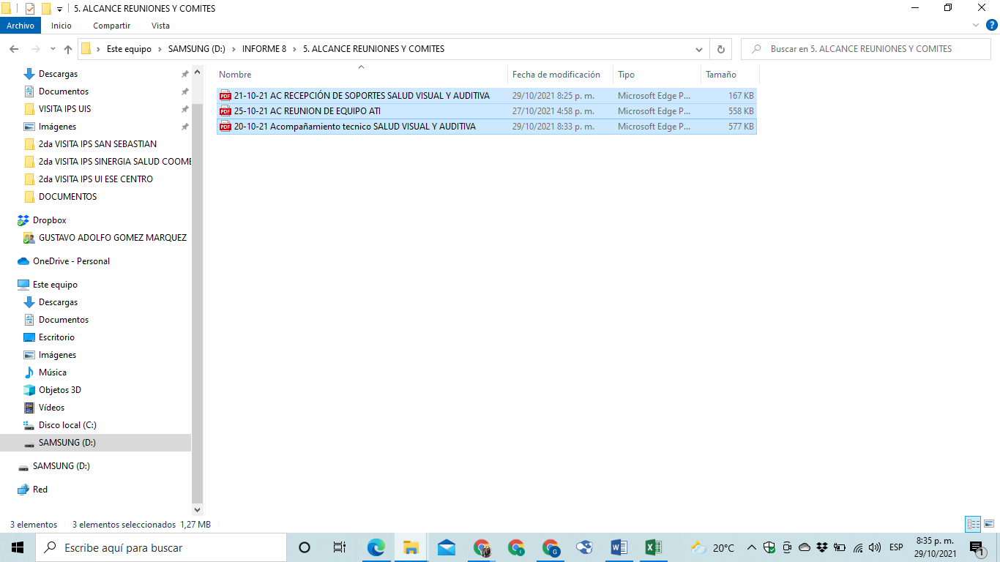 5. ALCANCE REUNIONES Y COMITES
Archivo Inicio Compartir Vista
Este equipo > SAMSUNG (D:) > INFORME 8 > 5. ALCANCE REUNIONES Y COMITES
Buscar en 5. ALCANCE REUNIONES Y COMITES
Descargas
Documentos
VISITA IPS UIS
Imágenes
2da VISITA IPS SAN SEBASTIAN
2da VISITA IPS SINERGIA SALUD COOME
2da VISITA IPS UI ESE CENTRO
DOCUMENTOS
Dropbox
GUSTAVO ADOLFO GOMEZ MARQUEZ
OneDrive - Personal
Este equipo
Descargas
Documentos
Escritorio
Imágenes
Música
Objetos 3D
Vídeos
Disco local (C:)
SAMSUNG (D:)
SAMSUNG (D:)
Red
Nombre Fecha de modificación Tipo Tamaño
PDF 21-10-21 AC RECEPCIÓN DE SOPORTES SALUD VISUAL Y AUDITIVA 29/10/2021 8:25 p. m. Microsoft Edge P... 167 KB
PDF 25-10-21 AC REUNION DE EQUIPO ATI 27/10/2021 4:58 p. m. Microsoft Edge P... 558 KB
PDF 20-10-21 Acompañamiento tecnico SALUD VISUAL Y AUDITIVA 29/10/2021 8:33 p. m. Microsoft Edge P... 577 KB
3 elementos 3 elementos seleccionados 1,27 MB
Escribe aquí para buscar
20°C
ESP
8:35 p. m.
29/10/2021
1